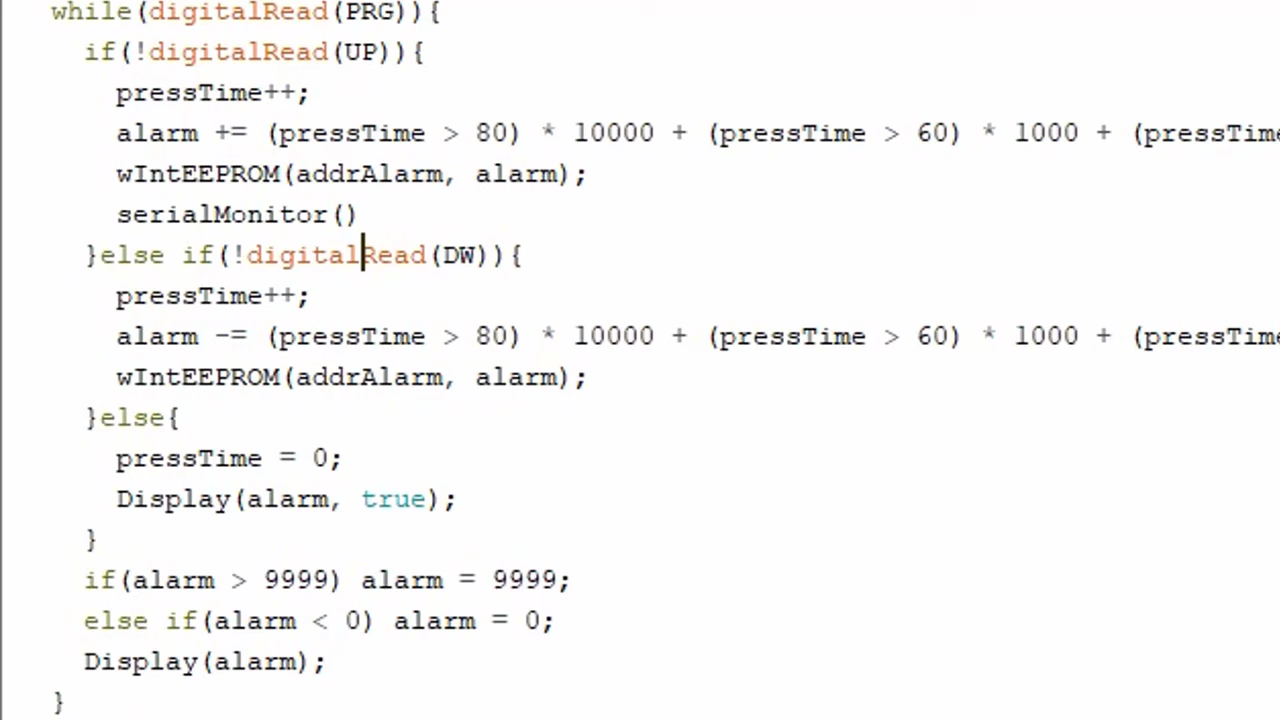 while(digitalRead(PRG)){
if(!digitalRead(UP)){
pressTime++;
alarm += (pressTime > 80) * 10000 + (pressTime > 60) * 1000 + (pressTime
wIntEEPROM(addrAlarm, alarm);
serialMonitor()
}else if(!digitalRead(DW)){
pressTime++;
alarm -= (pressTime > 80) * 10000 + (pressTime > 60) * 1000 + (pressTime
wIntEEPROM(addrAlarm, alarm);
}else{
pressTime = 0;
Display(alarm, true);
}
if(alarm > 9999) alarm = 9999;
else if(alarm < 0) alarm = 0;
Display(alarm);
}